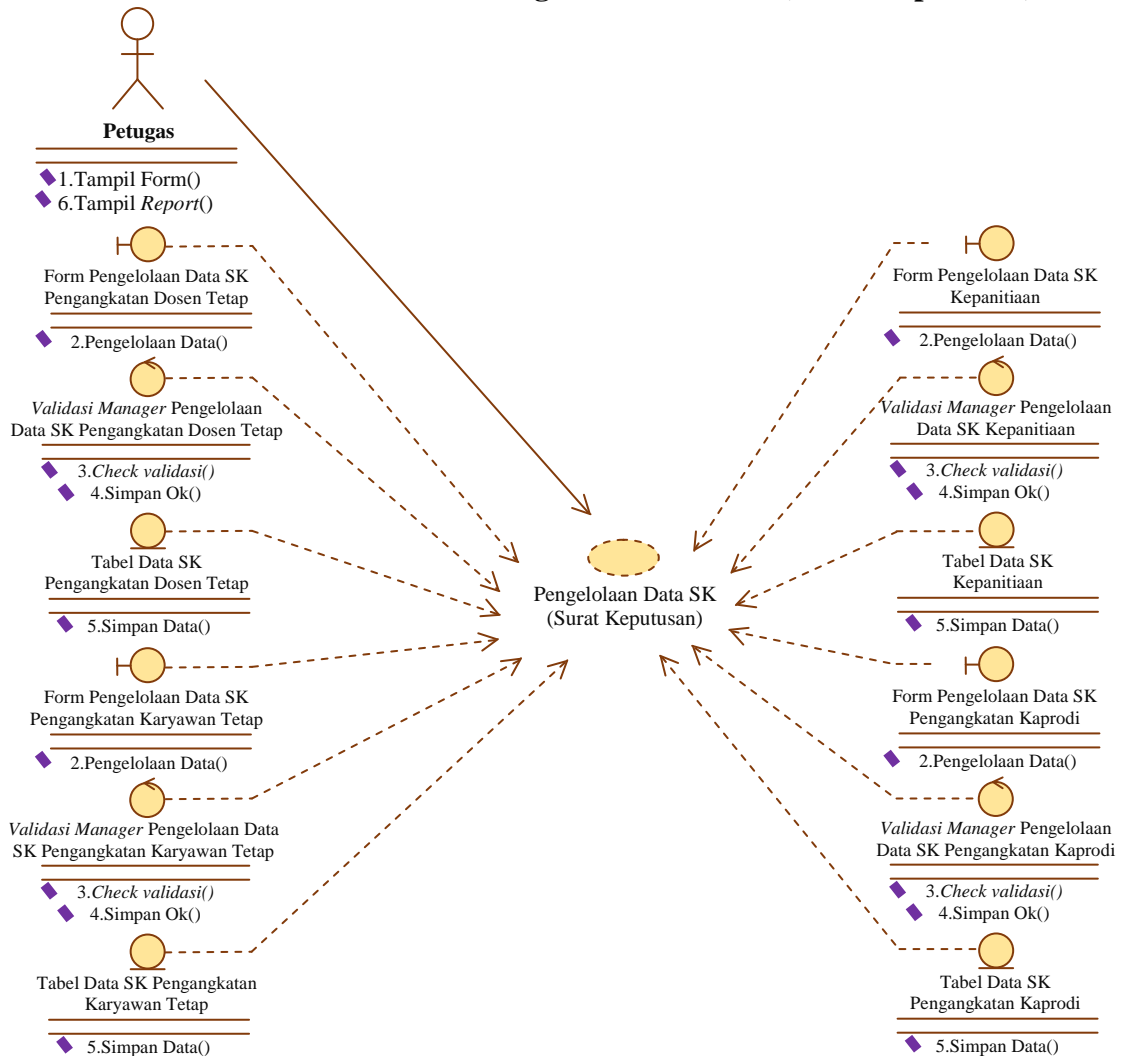 Petugas
1.Tampil Form()
6.Tampil Report()
Form Pengelolaan Data SK
Pengangkatan Dosen Tetap
2.Pengelolaan Data()
Validasi Manager Pengelolaan
Data SK Pengangkatan Dosen Tetap
3.Check validasi()
4.Simpan Ok()
Tabel Data SK
Pengangkatan Dosen Tetap
5.Simpan Data()
Form Pengelolaan Data SK
Pengangkatan Karyawan Tetap
2.Pengelolaan Data()
Validasi Manager Pengelolaan Data
SK Pengangkatan Karyawan Tetap
3.Check validasi()
4.Simpan Ok()
Tabel Data SK Pengangkatan
Karyawan Tetap
5.Simpan Data()
Pengelolaan Data SK
(Surat Keputusan)
Form Pengelolaan Data SK
Kepanitiaan
2.Pengelolaan Data()
Validasi Manager Pengelolaan
Data SK Kepanitiaan
3.Check validasi()
4.Simpan Ok()
Tabel Data SK
Kepanitiaan
5.Simpan Data()
Form Pengelolaan Data SK
Pengangkatan Kaprodi
2.Pengelolaan Data()
Validasi Manager Pengelolaan
Data SK Pengangkatan Kaprodi
3.Check validasi()
4.Simpan Ok()
Tabel Data SK
Pengangkatan Kaprodi
5.Simpan Data()